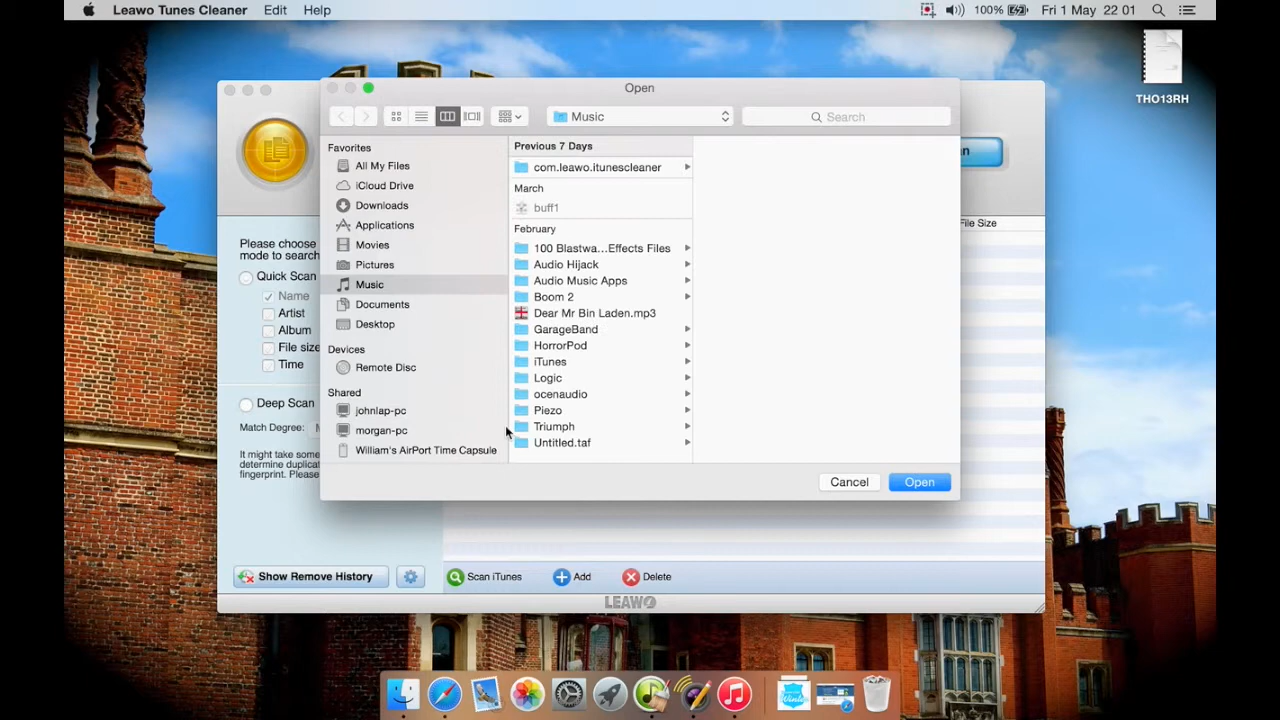 Leawo Tunes Cleaner Edit Help 100% Fri 1 May 22 01
THO13RH
Open
Music
Search
Favorites
All My Files
iCloud Drive
Downloads
Applications
Movies
Pictures
Music
Documents
Desktop
Devices
Remote Disc
Shared
johnlap-pc
morgan-pc
William's AirPort Time Capsule
Previous 7 Days
com.leawo.itunescleaner
March
buff1
February
100 Blastwa...Effects Files
Audio Hijack
Audio Music Apps
Boom 2
Dear Mr Bin Laden.mp3
GarageBand
HorrorPod
iTunes
Logic
ocenaudio
Piezo
Triumph
Untitled.taf
Cancel Open
Please choose
mode to search
Quick Scan
Name
Artist
Album
File size
Time
Deep Scan
Match Degree:
It might take some
determine duplicat
fingerprint. Please
File Size
Show Remove History
Scan iTunes Add Delete
LEAWO